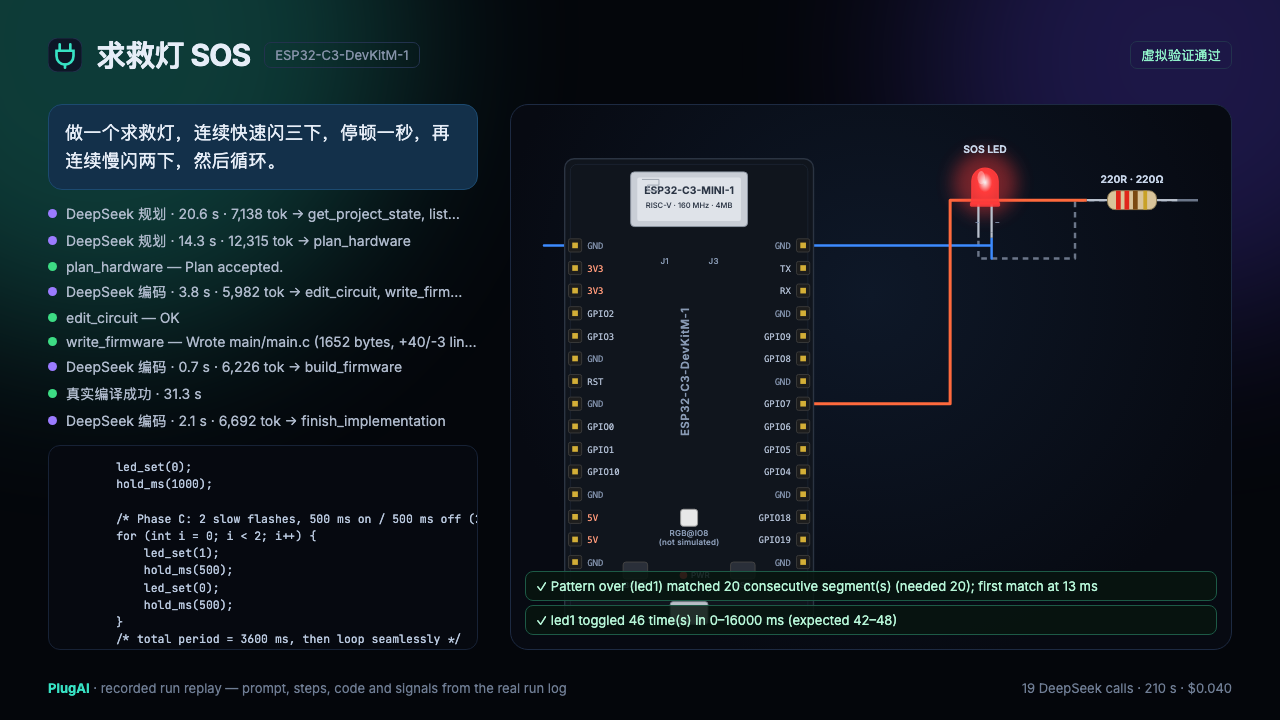 求救灯 SOS
ESP32-C3-DevKitM-1
虚拟验证通过
做一个求救灯，连续快速闪三下，停顿一秒，再
连续慢闪两下，然后循环。
DeepSeek 规划 · 20.6 s · 7,138 tok → get_project_state, list…
DeepSeek 规划 · 14.3 s · 12,315 tok → plan_hardware
plan_hardware — Plan accepted.
DeepSeek 编码 · 3.8 s · 5,982 tok → edit_circuit, write_firm…
edit_circuit — OK
write_firmware — Wrote main/main.c (1652 bytes, +40/-3 lin…
DeepSeek 编码 · 0.7 s · 6,226 tok → build_firmware
真实编译成功 · 31.3 s
DeepSeek 编码 · 2.1 s · 6,692 tok → finish_implementation
led_set(0);
hold_ms(1000);
/* Phase C: 2 slow flashes, 500 ms on / 500 ms off (
for (int i = 0; i < 2; i++) {
led_set(1);
hold_ms(500);
led_set(0);
hold_ms(500);
}
/* total period = 3600 ms, then loop seamlessly */
SOS LED
220R · 220Ω
ESP32-C3-MINI-1
RISC-V · 160 MHz · 4MB
J1 J3
ESP32-C3-DevKitM-1
GND GND
3V3 TX
3V3 RX
GPIO2 GND
GPIO3 GPIO9
GND GPIO8
RST GND
GND GPIO7
GPIO0 GPIO6
GPIO1 GPIO5
GPIO10 GPIO4
GND GND
5V GPIO18
5V GPIO19
GND GND
RGB@IO8
(not simulated)
PWR
✓ Pattern over (led1) matched 20 consecutive segment(s) (needed 20); first match at 13 ms
✓ led1 toggled 46 time(s) in 0–16000 ms (expected 42–48)
PlugAI · recorded run replay — prompt, steps, code and signals from the real run log
19 DeepSeek calls · 210 s · $0.040